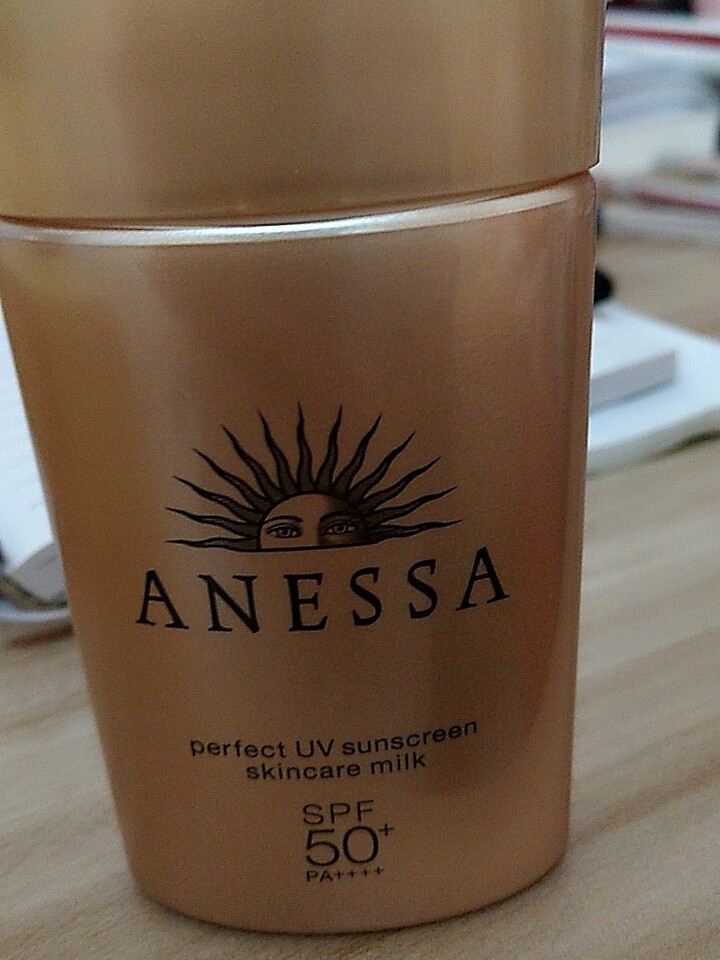 ANESSA
perfect UV sunscreen
skincare milk
SPF
50+
PA++++